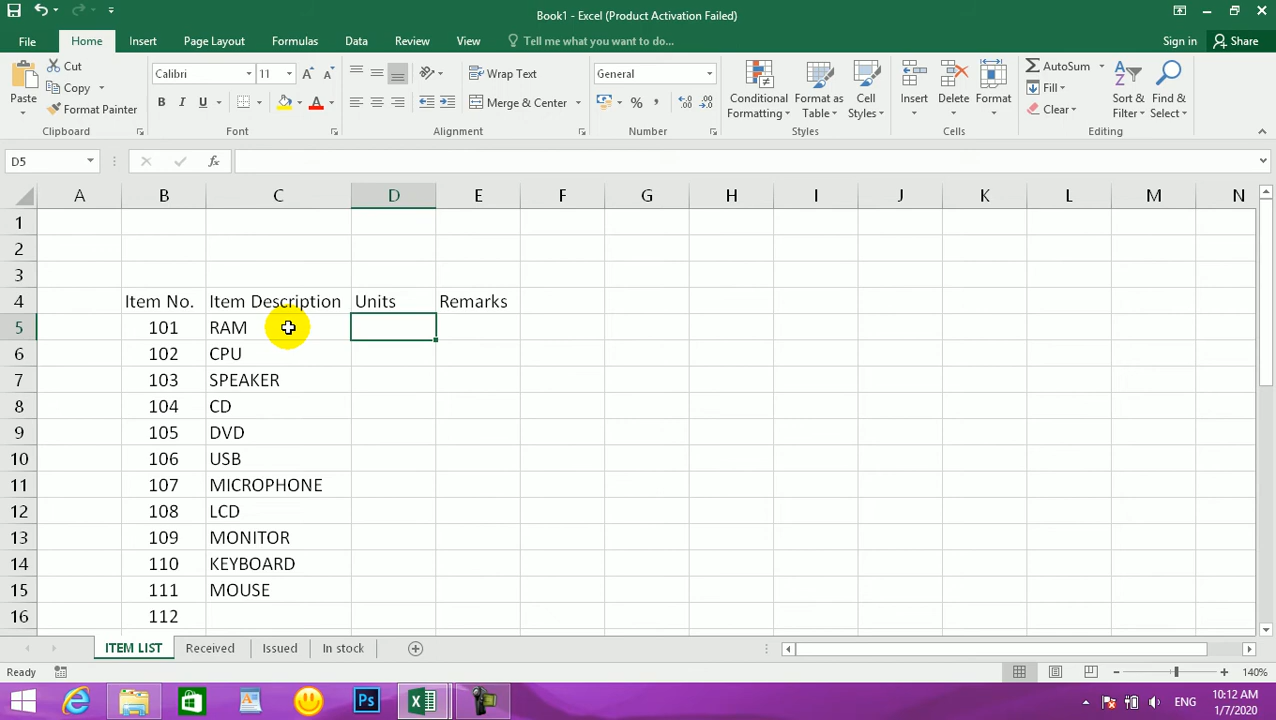 Book1 - Excel (Product Activation Failed)
File Home Insert Page Layout Formulas Data Review View Tell me what you want to do... Sign in Share
Paste Cut Copy Format Painter
Calibri 11
B I U A A A
Wrap Text
Merge & Center
General
% ,
Conditional Formatting
Format as Table
Cell Styles
Insert Delete Format
AutoSum Fill Clear
Sort & Filter
Find & Select
Clipboard Font Alignment Number Styles Cells Editing
D5 fx
A B C D E F G H I J K L M N
1
2
3
4 Item No. Item Description Units Remarks
5 101 RAM
6 102 CPU
7 103 SPEAKER
8 104 CD
9 105 DVD
10 106 USB
11 107 MICROPHONE
12 108 LCD
13 109 MONITOR
14 110 KEYBOARD
15 111 MOUSE
16 112
ITEM LIST Received Issued In stock
Ready 140%
Ps ENG 10:12 AM
1/7/2020